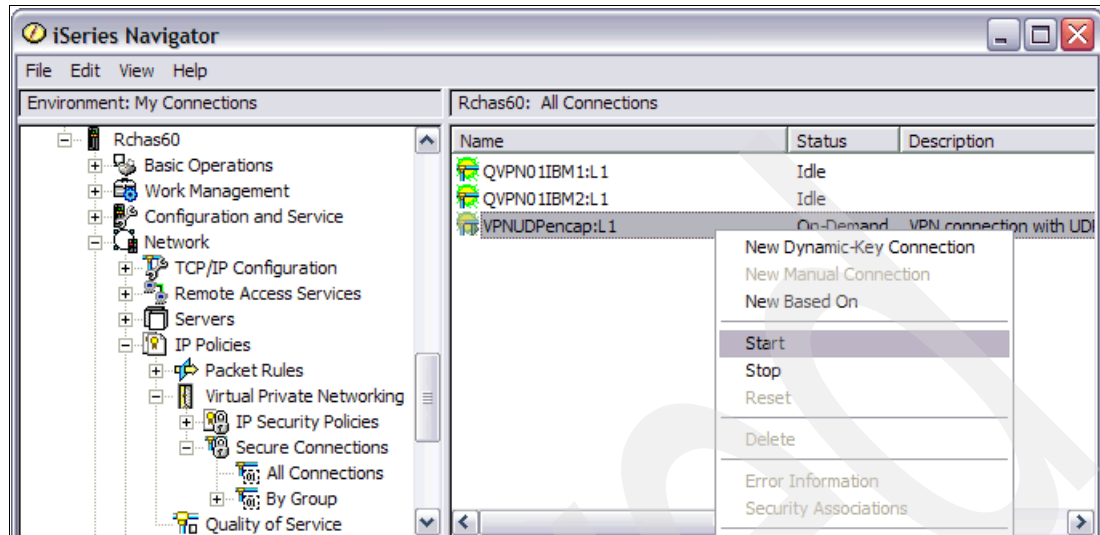 iSeries Navigator
File Edit View Help
Environment: My Connections
Rchas60: All Connections
Rchas60
Basic Operations
Work Management
Configuration and Service
Network
TCP/IP Configuration
Remote Access Services
Servers
IP Policies
Packet Rules
Virtual Private Networking
IP Security Policies
Secure Connections
All Connections
By Group
Quality of Service
Name Status Description
QVPN01IBM1:L1 Idle
QVPN01IBM2:L1 Idle
VPNUDPencap:L1 On-Demand VPN connection with UD
New Dynamic-Key Connection
New Manual Connection
New Based On
Start
Stop
Reset
Delete
Error Information
Security Associations